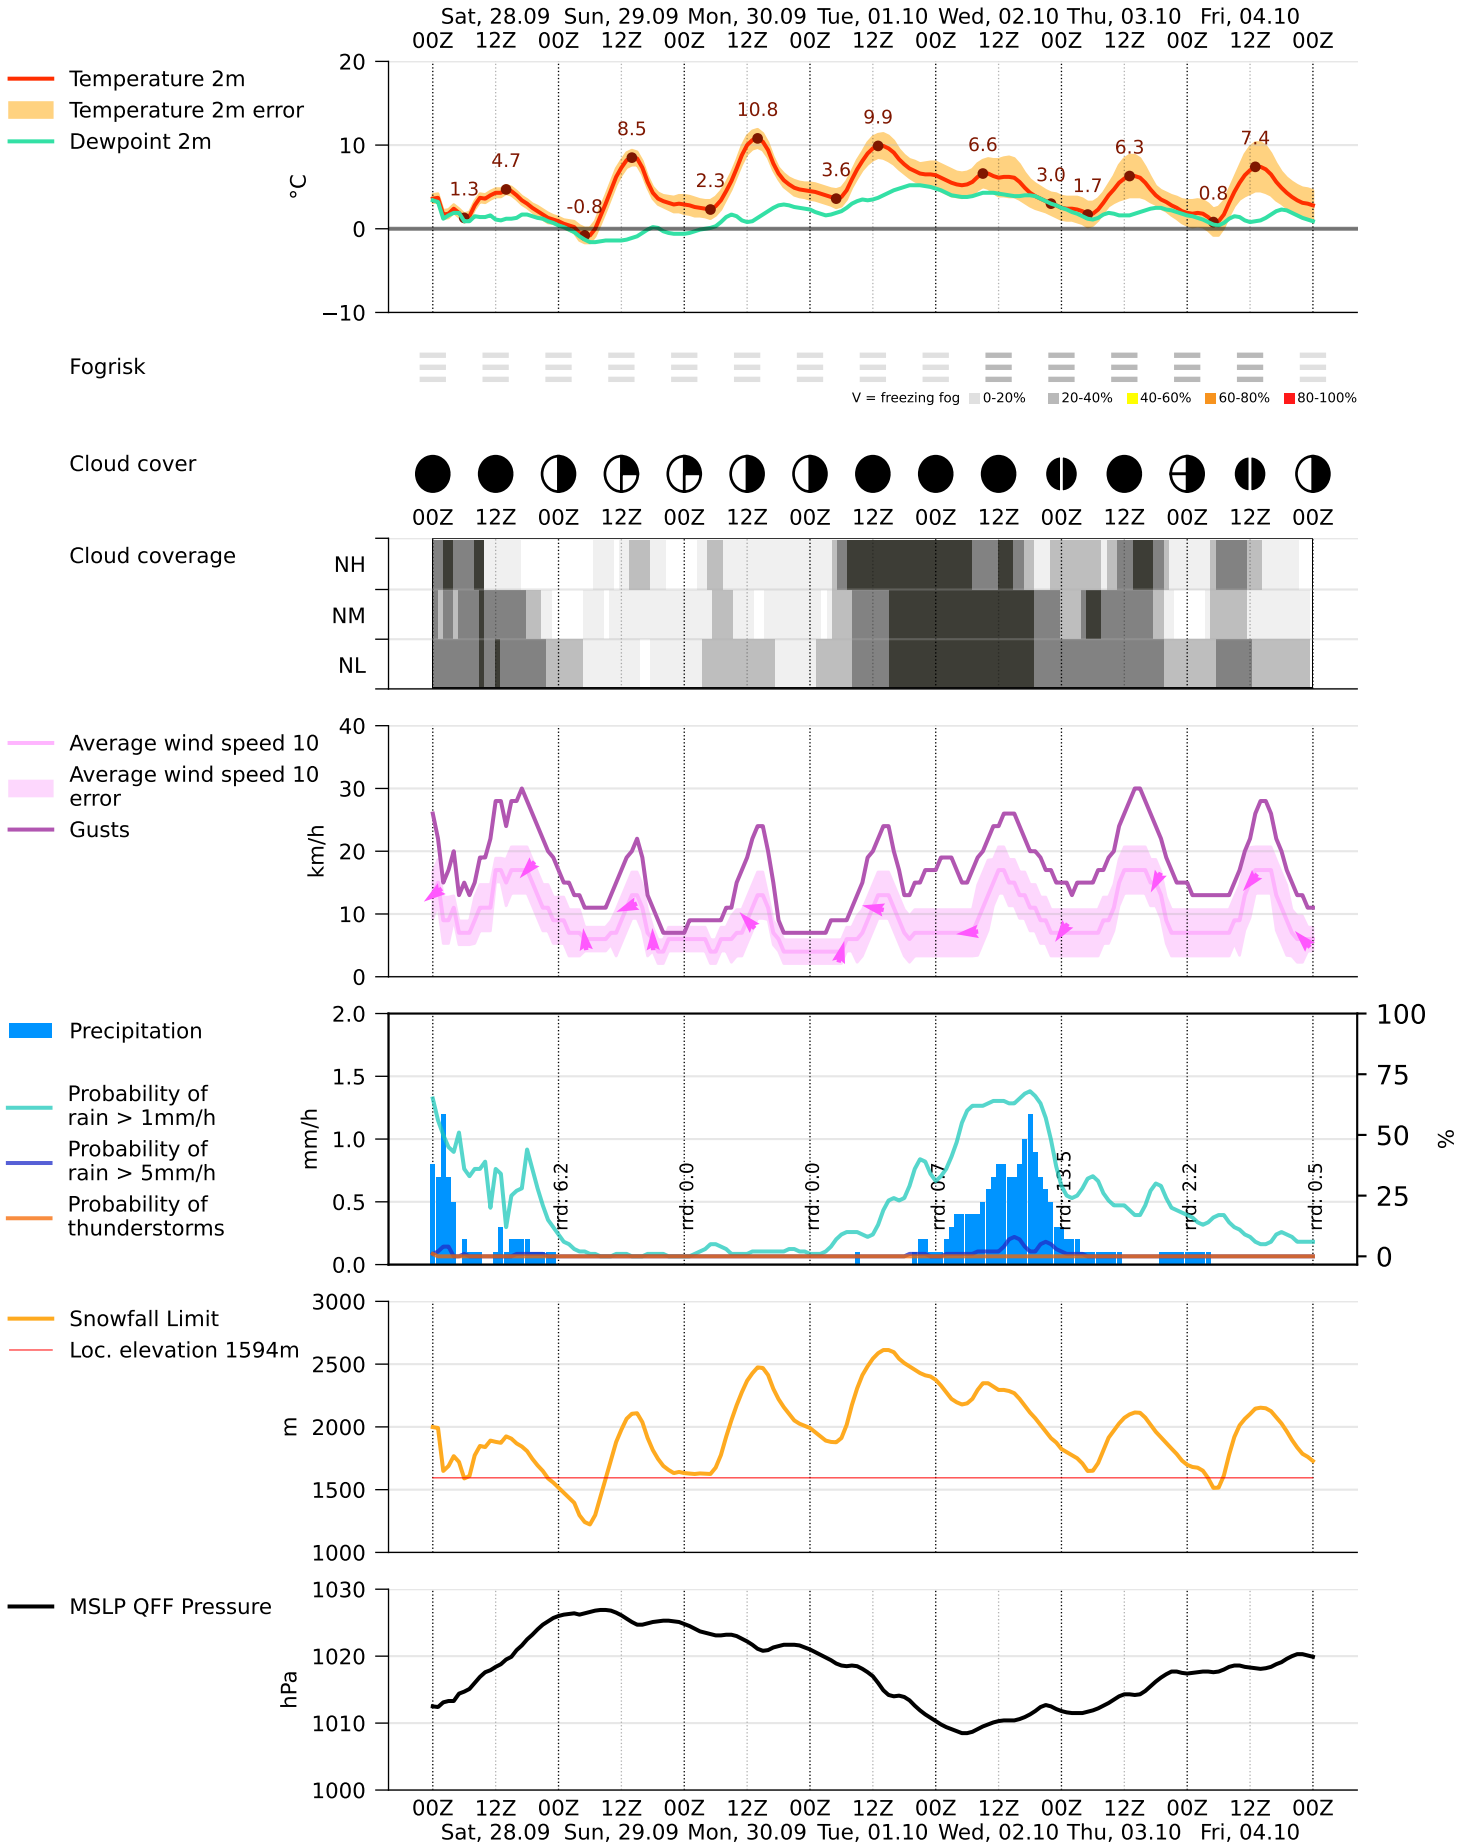 Sat, 28.09 Sun, 29.09 Mon, 30.09 Tue, 01.10 Wed, 02.10 Thu, 03.10 Fri, 04.10
00Z 12Z 00Z 12Z 00Z 12Z 00Z 12Z 00Z 12Z 00Z 12Z 00Z 12Z 00Z
Temperature 2m
Temperature 2m error
Dewpoint 2m
°C
20
10
0
−10
1.3
4.7
-0.8
8.5
2.3
10.8
3.6
9.9
6.6
3.0
1.7
6.3
0.8
7.4
Fogrisk
V = freezing fog 0-20% 20-40% 40-60% 60-80% 80-100%
Cloud cover
00Z 12Z 00Z 12Z 00Z 12Z 00Z 12Z 00Z 12Z 00Z 12Z 00Z 12Z 00Z
Cloud coverage
NH
NM
NL
Average wind speed 10
Average wind speed 10
error
Gusts
km/h
40
30
20
10
0
Precipitation
Probability of
rain > 1mm/h
Probability of
rain > 5mm/h
Probability of
thunderstorms
mm/h
2.0
1.5
1.0
0.5
0.0
rrd: 6.2
rrd: 0.0
rrd: 0.0
rrd: 0.7
rrd: 13.5
rrd: 2.2
rrd: 0.5
100
75
50
25
0
%
Snowfall Limit
Loc. elevation 1594m
m
3000
2500
2000
1500
1000
MSLP QFF Pressure
hPa
1030
1020
1010
1000
00Z 12Z 00Z 12Z 00Z 12Z 00Z 12Z 00Z 12Z 00Z 12Z 00Z 12Z 00Z
Sat, 28.09 Sun, 29.09 Mon, 30.09 Tue, 01.10 Wed, 02.10 Thu, 03.10 Fri, 04.10